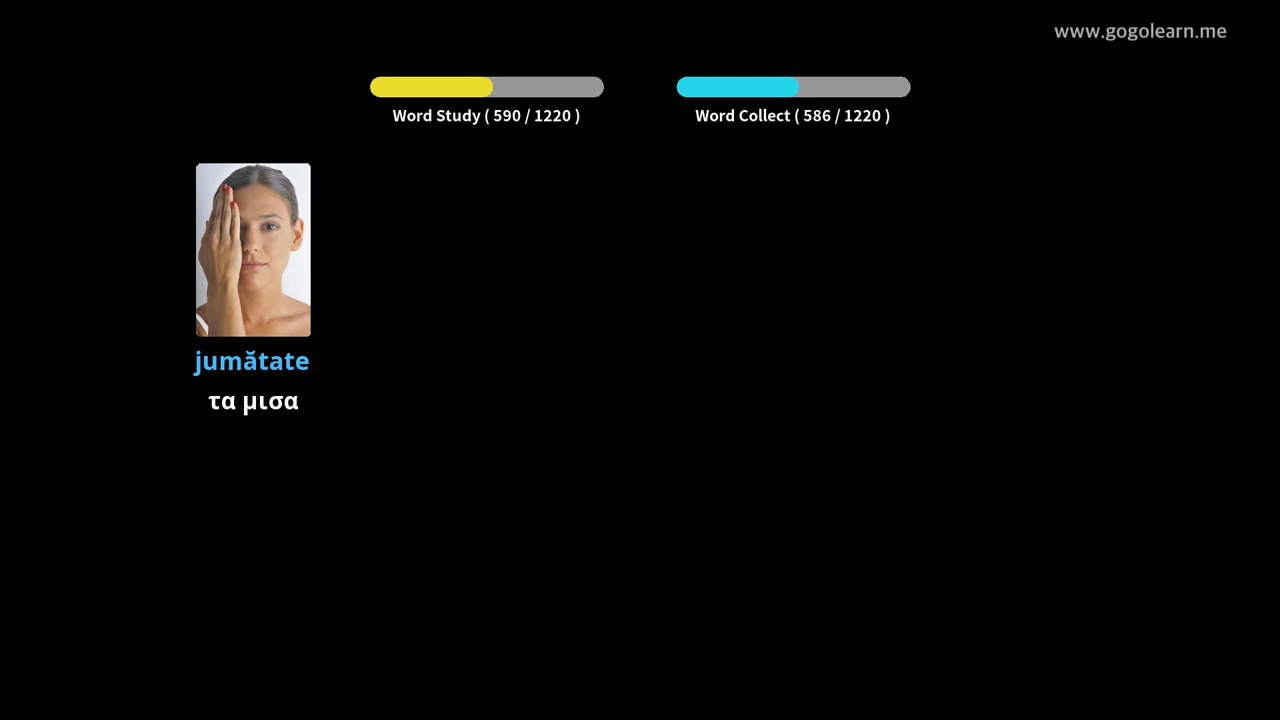 www.gogolearn.me
Word Study ( 590 / 1220 )
Word Collect ( 586 / 1220 )
jumătate
τα μισα